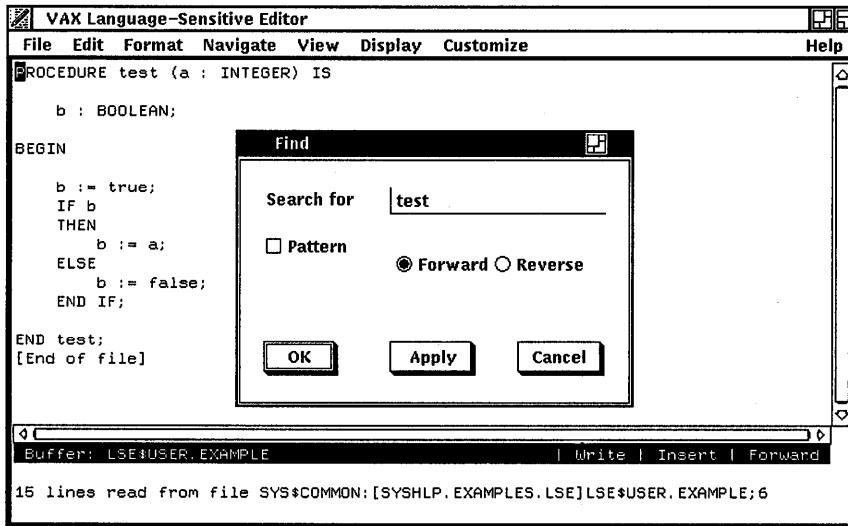 VAX Language-Sensitive Editor
File Edit Format Navigate View Display Customize Help
PROCEDURE test (a : INTEGER) IS
b : BOOLEAN;
BEGIN
b := true;
IF b
THEN
b := a;
ELSE
b := false;
END IF;
END test;
[End of file]
Find
Search for test
Pattern
Forward Reverse
OK Apply Cancel
Buffer: LSE$USER.EXAMPLE | Write | Insert | Forward
15 lines read from file SYS$COMMON:[SYSHLP.EXAMPLES.LSE]LSE$USER.EXAMPLE;6